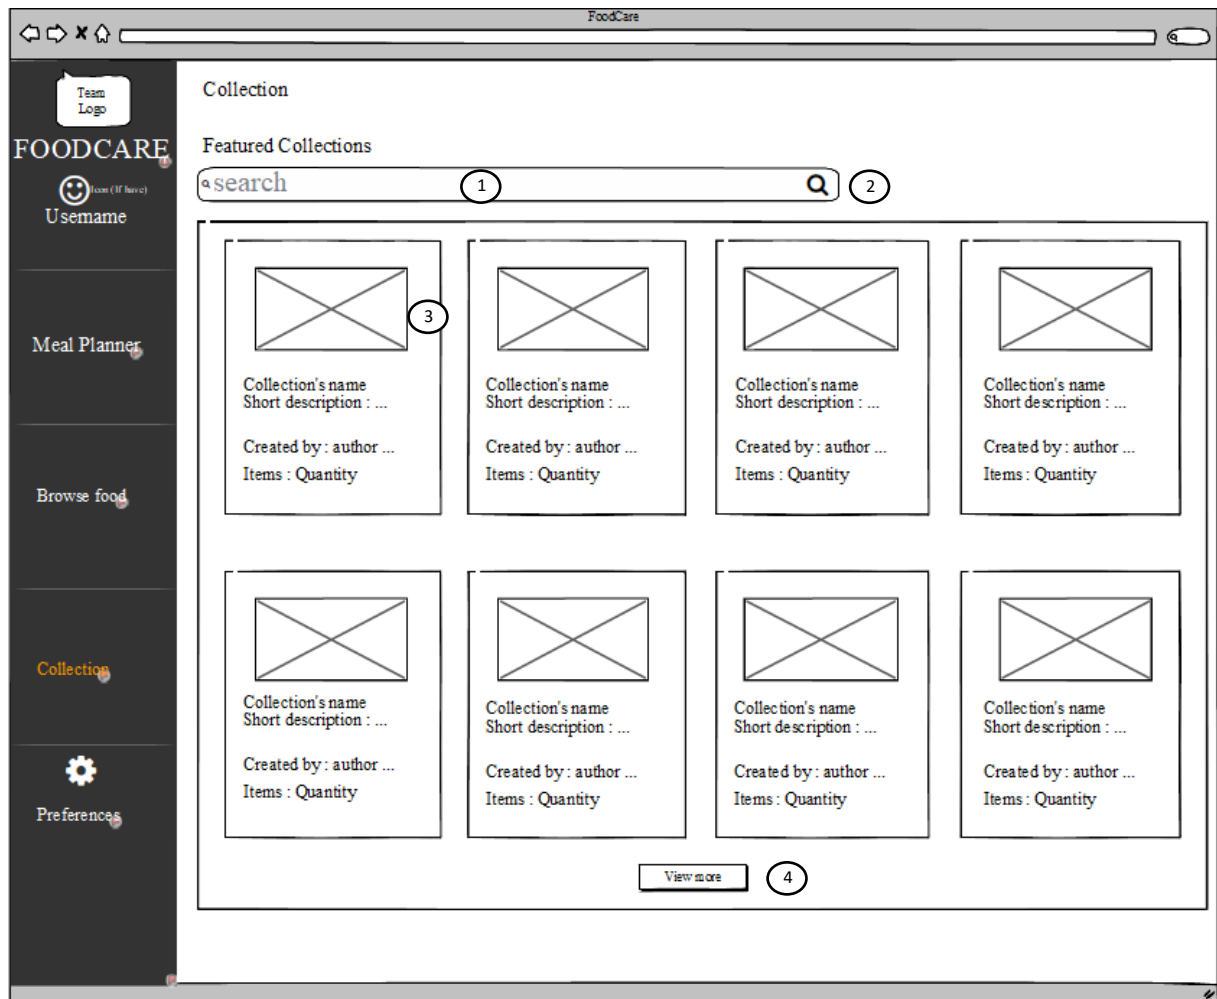 FoodCare
Team
Logo
FOODCARE
Icon (If have)
Username
Meal Planner
Browse food
Collection
Preferences
Collection
Featured Collections
search
1
2
3
Collection's name
Short description : ...
Created by : author ...
Items : Quantity
Collection's name
Short description : ...
Created by : author ...
Items : Quantity
Collection's name
Short description : ...
Created by : author ...
Items : Quantity
Collection's name
Short description : ...
Created by : author ...
Items : Quantity
Collection's name
Short description : ...
Created by : author ...
Items : Quantity
Collection's name
Short description : ...
Created by : author ...
Items : Quantity
Collection's name
Short description : ...
Created by : author ...
Items : Quantity
Collection's name
Short description : ...
Created by : author ...
Items : Quantity
View more
4